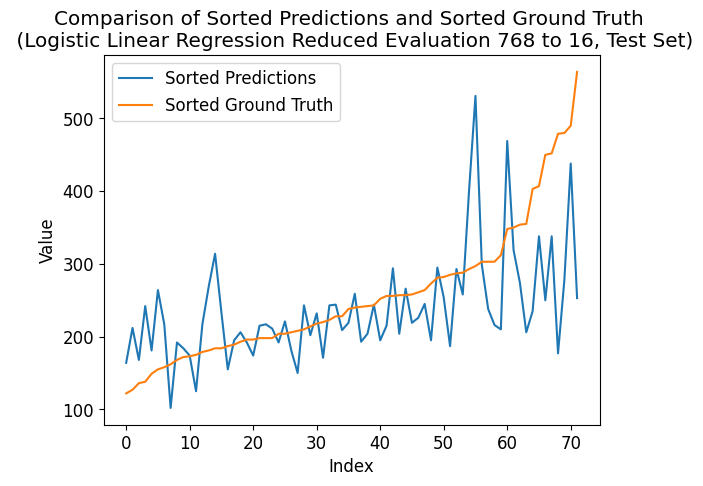 Comparison of Sorted Predictions and Sorted Ground Truth
(Logistic Linear Regression Reduced Evaluation 768 to 16, Test Set)
Sorted Predictions
Sorted Ground Truth
Value
500
400
300
200
100
0 10 20 30 40 50 60 70
Index